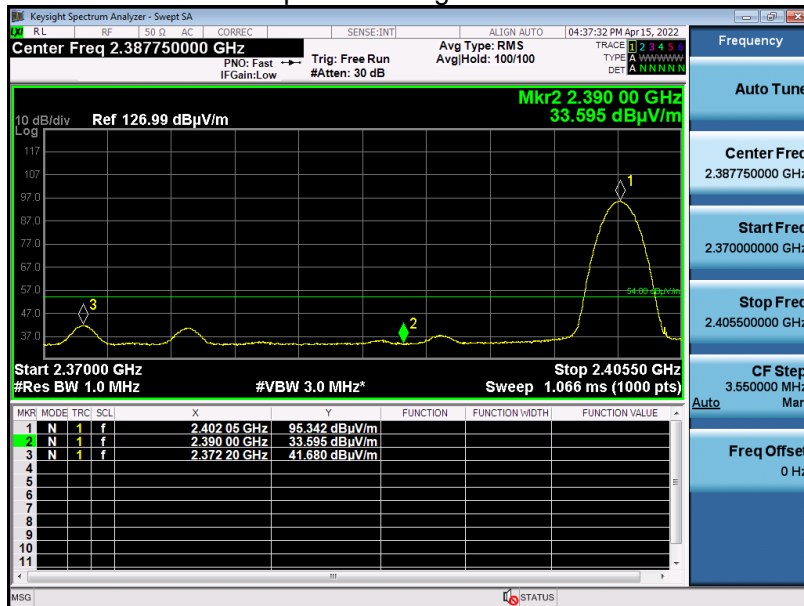 Keysight Spectrum Analyzer - Swept SA
RL RF 50 Ω AC CORREC SENSE:INT ALIGN AUTO 04:37:32 PM Apr 15, 2022
Center Freq 2.387750000 GHz
PNO: Fast
IFGain:Low
Trig: Free Run
#Atten: 30 dB
Avg Type: RMS
Avg|Hold: 100/100
TRACE 1 2 3 4 5 6
TYPE A WWWWW
DET A N N N N N
Mkr2 2.390 00 GHz
33.595 dBµV/m
10 dB/div Ref 126.99 dBµV/m
Log
117
107
97.0
87.0
77.0
67.0
57.0
47.0
37.0
1
2
3
54.00 dBµV/m
Start 2.37000 GHz Stop 2.40550 GHz
#Res BW 1.0 MHz #VBW 3.0 MHz* Sweep 1.066 ms (1000 pts)
MKR MODE TRC SCL X Y FUNCTION FUNCTION WIDTH FUNCTION VALUE
1 N 1 f 2.402 05 GHz 95.342 dBµV/m
2 N 1 f 2.390 00 GHz 33.595 dBµV/m
3 N 1 f 2.372 20 GHz 41.680 dBµV/m
4
5
6
7
8
9
10
11
MSG STATUS
Frequency
Auto Tune
Center Freq
2.387750000 GHz
Start Freq
2.370000000 GHz
Stop Freq
2.405500000 GHz
CF Step
3.550000 MHz
Auto Man
Freq Offset
0 Hz